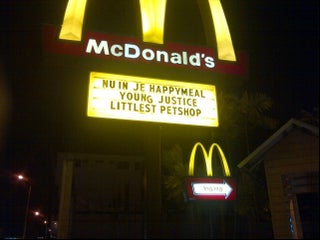 McDonald's
NU IN JE HAPPYMEAL
YOUNG JUSTICE
LITTLEST PETSHOP